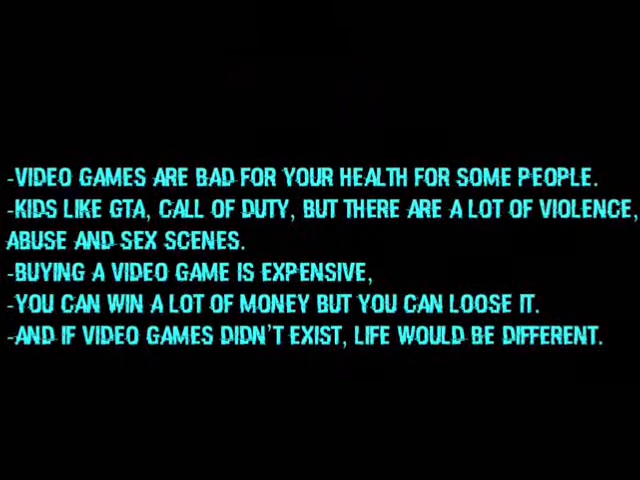 -VIDEO GAMES ARE BAD FOR YOUR HEALTH FOR SOME PEOPLE.
-KIDS LIKE GTA, CALL OF DUTY, BUT THERE ARE A LOT OF VIOLENCE,
ABUSE AND SEX SCENES.
-BUYING A VIDEO GAME IS EXPENSIVE,
-YOU CAN WIN A LOT OF MONEY BUT YOU CAN LOOSE IT.
-AND IF VIDEO GAMES DIDN'T EXIST, LIFE WOULD BE DIFFERENT.